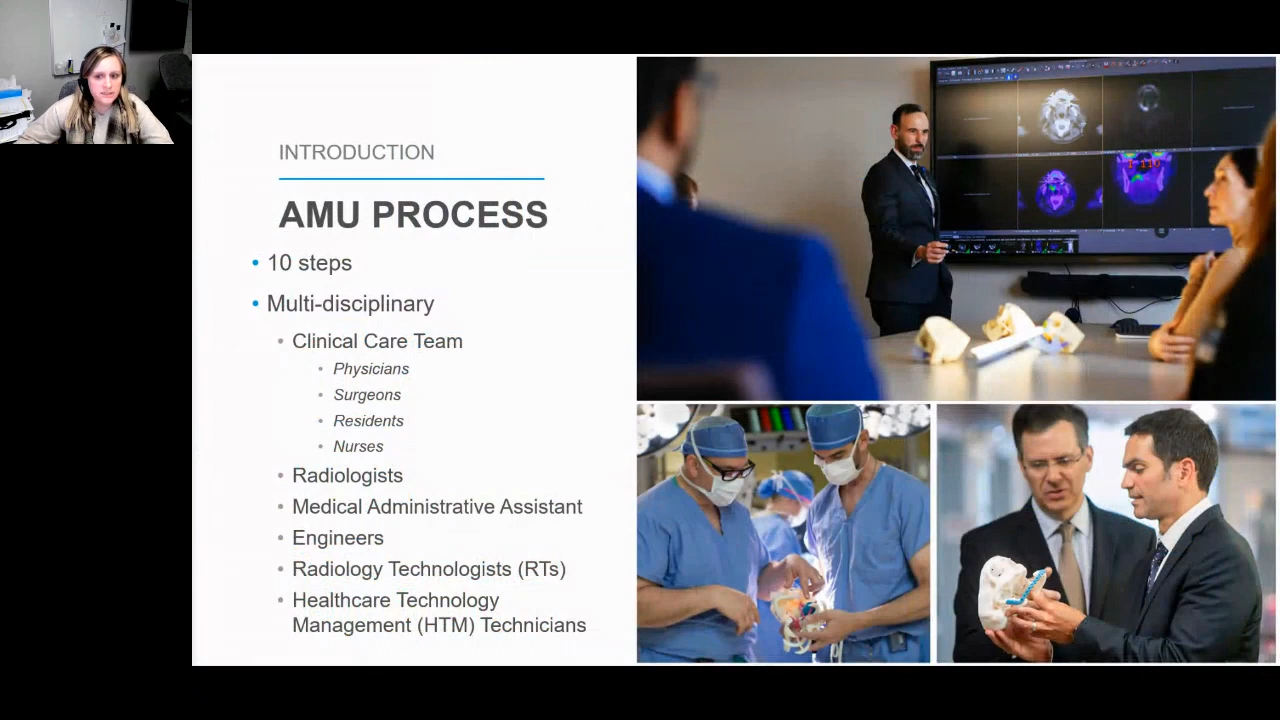 INTRODUCTION
AMU PROCESS
• 10 steps
• Multi-disciplinary
• Clinical Care Team
• Physicians
• Surgeons
• Residents
• Nurses
• Radiologists
• Medical Administrative Assistant
• Engineers
• Radiology Technologists (RTs)
• Healthcare Technology
Management (HTM) Technicians